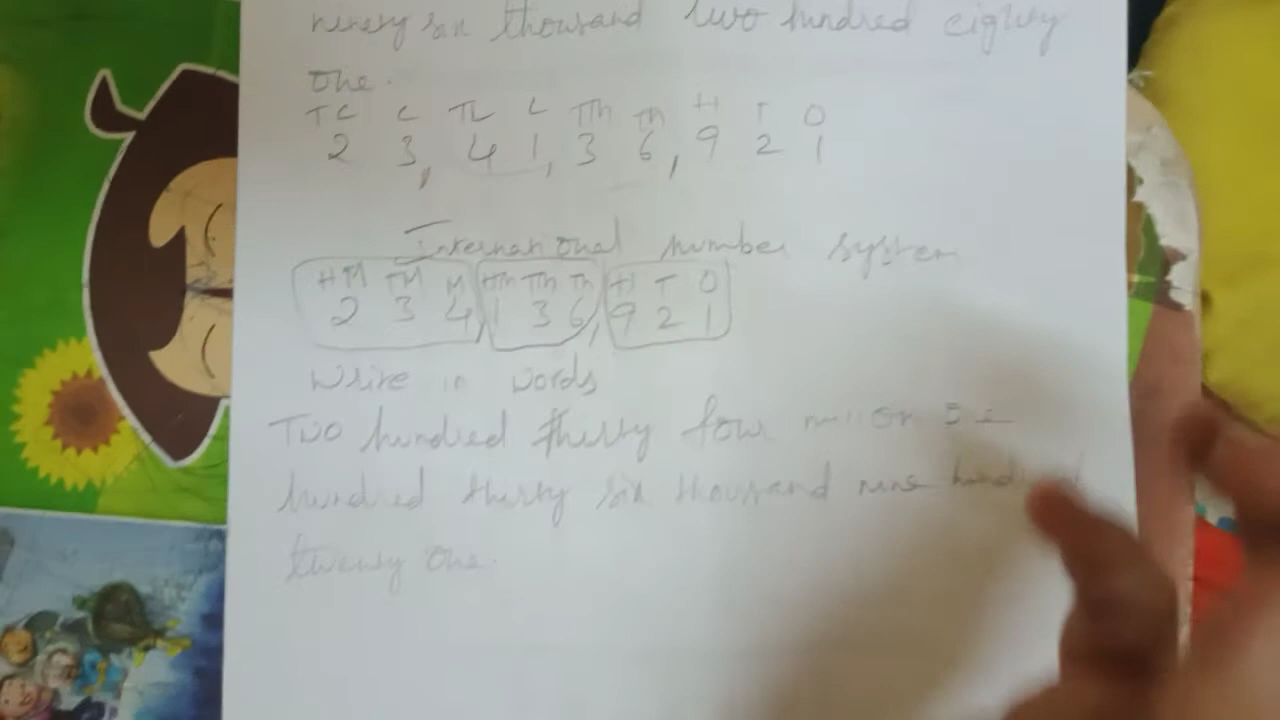 ninety six thousand two hundred eighty
one.
TC C TL L TTh Th H T O
2 3, 4 1, 3 6, 9 2 1
International number system
HM TM M HTh TTh Th H T O
2 3 4, 1 3 6, 9 2 1
Write in words
Two hundred thirty four million
hundred thirty six thousand nine hundred
twenty one.